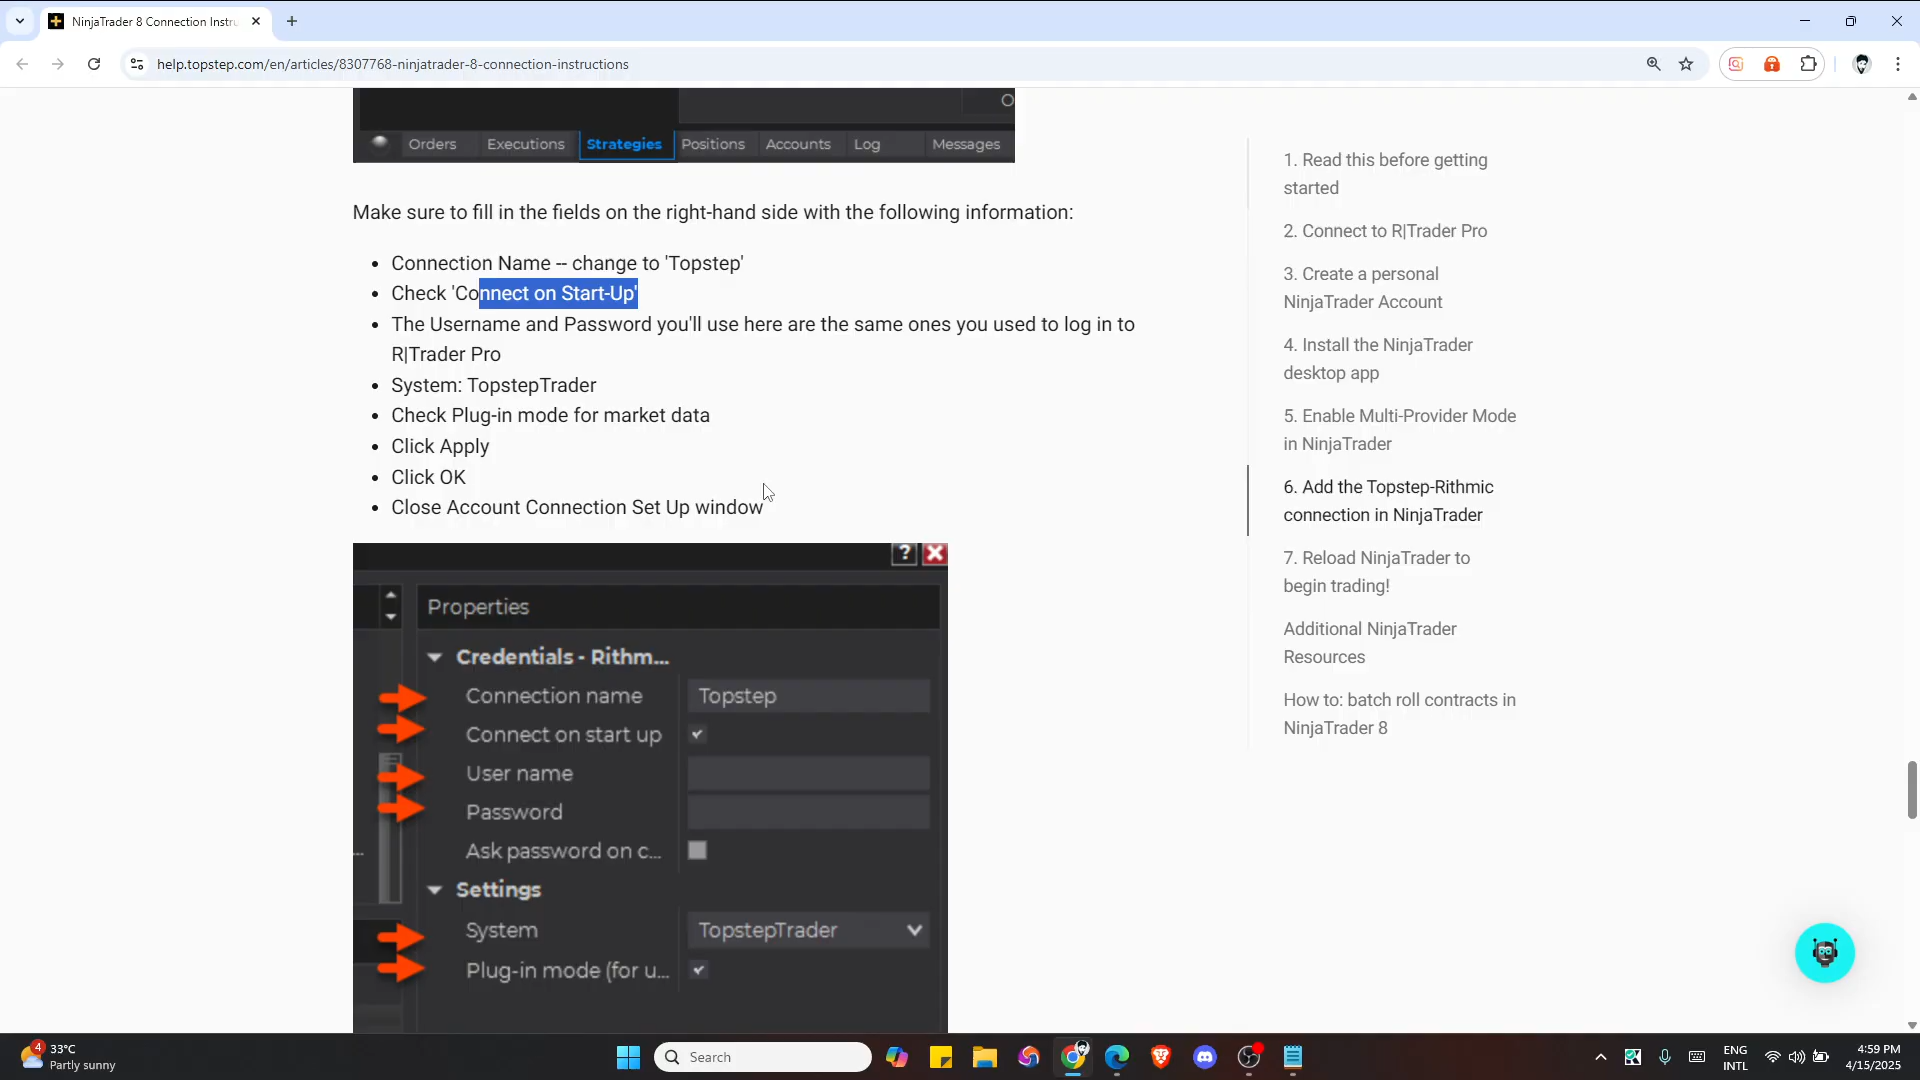 NinjaTrader 8 Connection Instru
help.topstep.com/en/articles/8307768-ninjatrader-8-connection-instructions
Orders Executions Strategies Positions Accounts Log Messages
Make sure to fill in the fields on the right-hand side with the following information:
• Connection Name -- change to 'Topstep'
• Check 'Connect on Start-Up'
• The Username and Password you'll use here are the same ones you used to log in to
R|Trader Pro
• System: TopstepTrader
• Check Plug-in mode for market data
• Click Apply
• Click OK
• Close Account Connection Set Up window
?
Properties
Credentials - Rithm...
Connection name Topstep
Connect on start up
User name
Password
... Ask password on c...
Settings
System TopstepTrader
Plug-in mode (for u...
1. Read this before getting
started
2. Connect to R|Trader Pro
3. Create a personal
NinjaTrader Account
4. Install the NinjaTrader
desktop app
5. Enable Multi-Provider Mode
in NinjaTrader
6. Add the Topstep-Rithmic
connection in NinjaTrader
7. Reload NinjaTrader to
begin trading!
Additional NinjaTrader
Resources
How to: batch roll contracts in
NinjaTrader 8
4
33°C
Partly sunny
Search
ENG
INTL
4:59 PM
4/15/2025